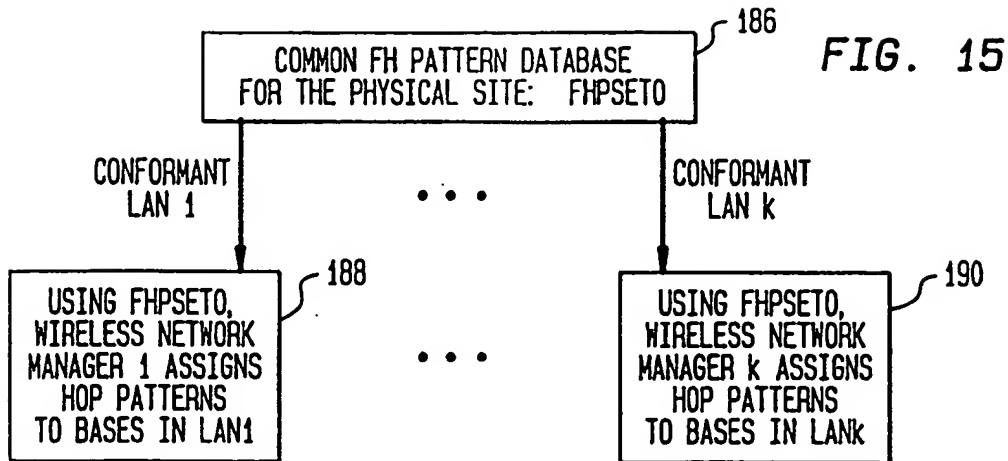 186
FIG. 15
COMMON FH PATTERN DATABASE
FOR THE PHYSICAL SITE: FHPSET0
CONFORMANT
LAN 1
• • •
CONFORMANT
LAN k
188
USING FHPSET0,
WIRELESS NETWORK
MANAGER 1 ASSIGNS
HOP PATTERNS
TO BASES IN LAN1
• • •
190
USING FHPSET0,
WIRELESS NETWORK
MANAGER k ASSIGNS
HOP PATTERNS
TO BASES IN LANk